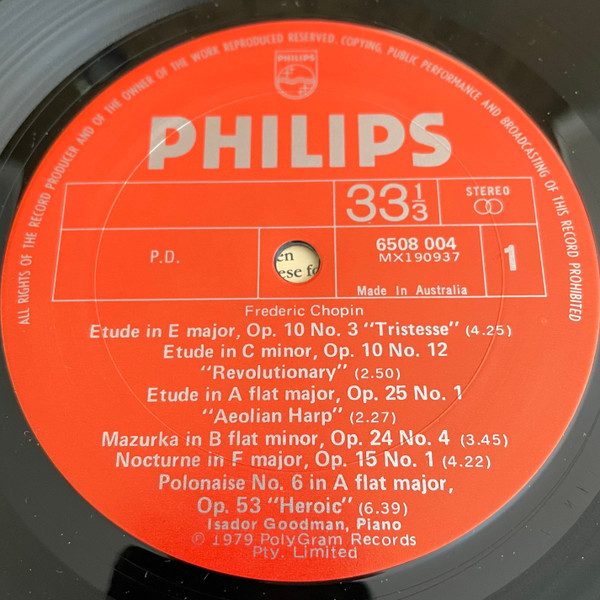 ALL RIGHTS OF THE RECORD PRODUCER AND OF THE OWNER OF THE WORK REPRODUCED RESERVED. COPYING, PUBLIC PERFORMANCE AND BROADCASTING OF THIS RECORD PROHIBITED
PHILIPS
PHILIPS
33 1/3
STEREO
P.D.
en
ese fo
6508 004
MX190937
1
Made In Australia
Frederic Chopin
Etude in E major, Op. 10 No. 3 "Tristesse" (4.25)
Etude in C minor, Op. 10 No. 12
"Revolutionary" (2.50)
Etude in A flat major, Op. 25 No. 1
"Aeolian Harp" (2.27)
Mazurka in B flat minor, Op. 24 No. 4 (3.45)
Nocturne in F major, Op. 15 No. 1 (4.22)
Polonaise No. 6 in A flat major,
Op. 53 "Heroic" (6.39)
Isador Goodman, Piano
℗ 1979 PolyGram Records
Pty. Limited